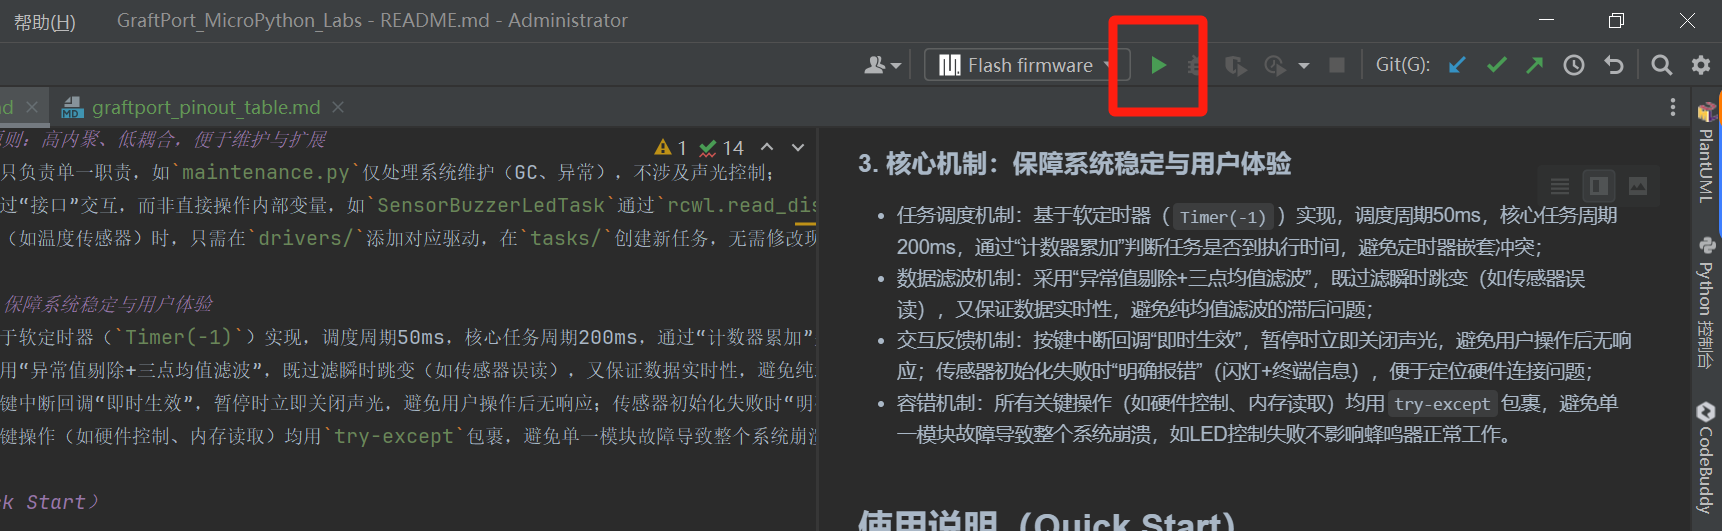 帮助(H) GraftPort_MicroPython_Labs - README.md - Administrator
Flash firmware Git(G):
graftport_pinout_table.md
则：高内聚、低耦合，便于维护与扩展
1 14
只负责单一职责，如`maintenance.py`仅处理系统维护（GC、异常），不涉及声光控制；
过“接口”交互，而非直接操作内部变量，如`SensorBuzzerLedTask`通过`rcwl.read_dis
（如温度传感器）时，只需在`drivers/`添加对应驱动，在`tasks/`创建新任务，无需修改现
保障系统稳定与用户体验
于软定时器（`Timer(-1)`）实现，调度周期50ms，核心任务周期200ms，通过“计数器累加”
用“异常值剔除+三点均值滤波”，既过滤瞬时跳变（如传感器误读），又保证数据实时性，避免纯
键中断回调“即时生效”，暂停时立即关闭声光，避免用户操作后无响应；传感器初始化失败时“明
键操作（如硬件控制、内存读取）均用`try-except`包裹，避免单一模块故障导致整个系统崩溃
ck Start）
3. 核心机制：保障系统稳定与用户体验
• 任务调度机制：基于软定时器（ Timer(-1) ）实现，调度周期50ms，核心任务周期
200ms，通过“计数器累加”判断任务是否到执行时间，避免定时器嵌套冲突；
• 数据滤波机制：采用“异常值剔除+三点均值滤波”，既过滤瞬时跳变（如传感器误
读），又保证数据实时性，避免纯均值滤波的滞后问题；
• 交互反馈机制：按键中断回调“即时生效”，暂停时立即关闭声光，避免用户操作后无响
应；传感器初始化失败时“明确报错”（闪灯+终端信息），便于定位硬件连接问题；
• 容错机制：所有关键操作（如硬件控制、内存读取）均用 try-except 包裹，避免单
一模块故障导致整个系统崩溃，如LED控制失败不影响蜂鸣器正常工作。
使用说明（Quick Start）
PlantUML
Python 控制台
CodeBuddy